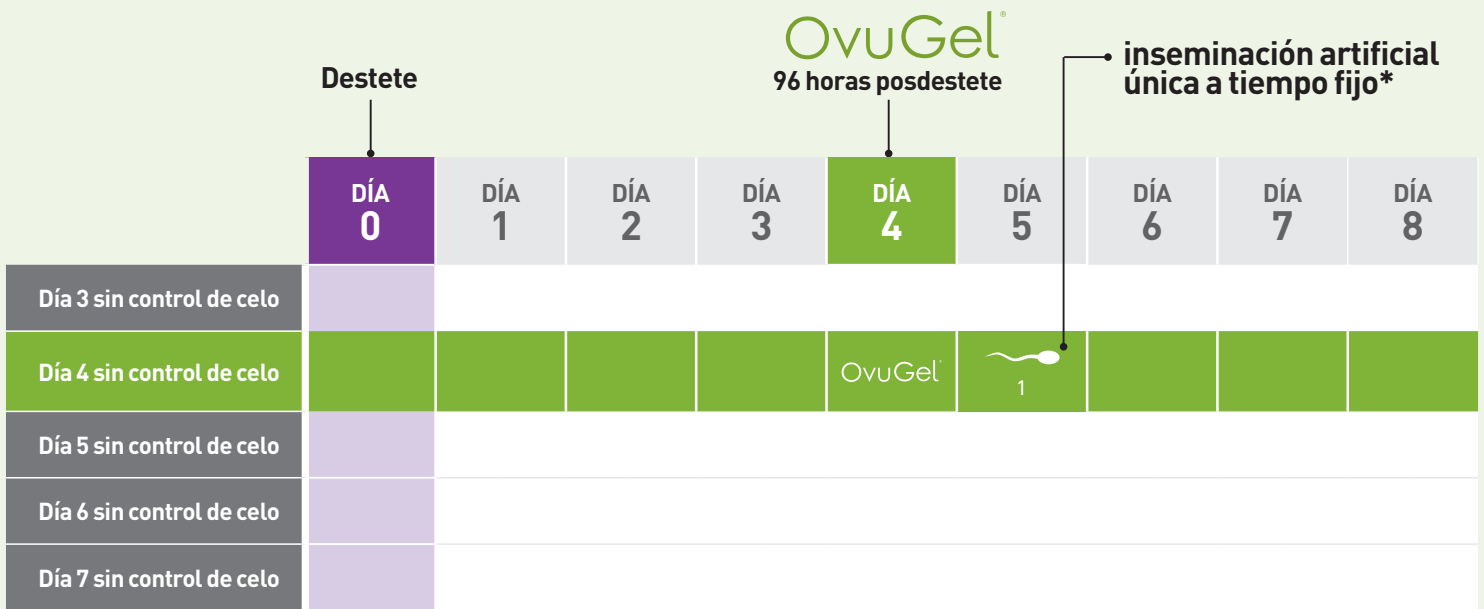 OvuGel®
96 horas posdestete
Destete
inseminación artificial
única a tiempo fijo*
DÍA
0
DÍA
1
DÍA
2
DÍA
3
DÍA
4
DÍA
5
DÍA
6
DÍA
7
DÍA
8
Día 3 sin control de celo
Día 4 sin control de celo
OvuGel®
1
Día 5 sin control de celo
Día 6 sin control de celo
Día 7 sin control de celo